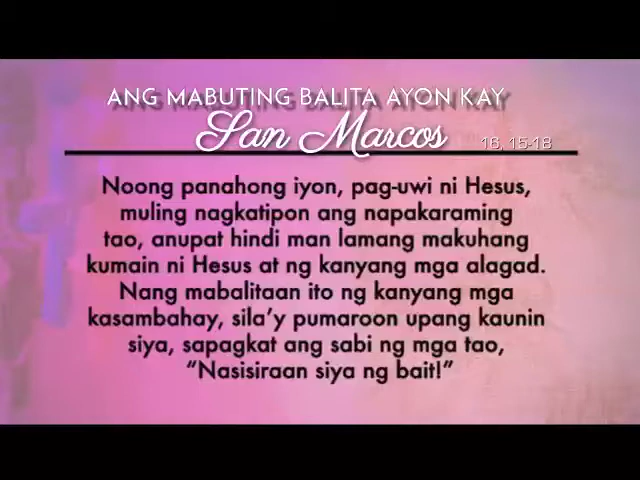 ANG MABUTING BALITA AYON KAY
San Marcos 16, 15-18
Noong panahong iyon, pag-uwi ni Hesus,
muling nagkatipon ang napakaraming
tao, anupat hindi man lamang makuhang
kumain ni Hesus at ng kanyang mga alagad.
Nang mabalitaan ito ng kanyang mga
kasambahay, sila'y pumaroon upang kaunin
siya, sapagkat ang sabi ng mga tao,
“Nasisiraan siya ng bait!”